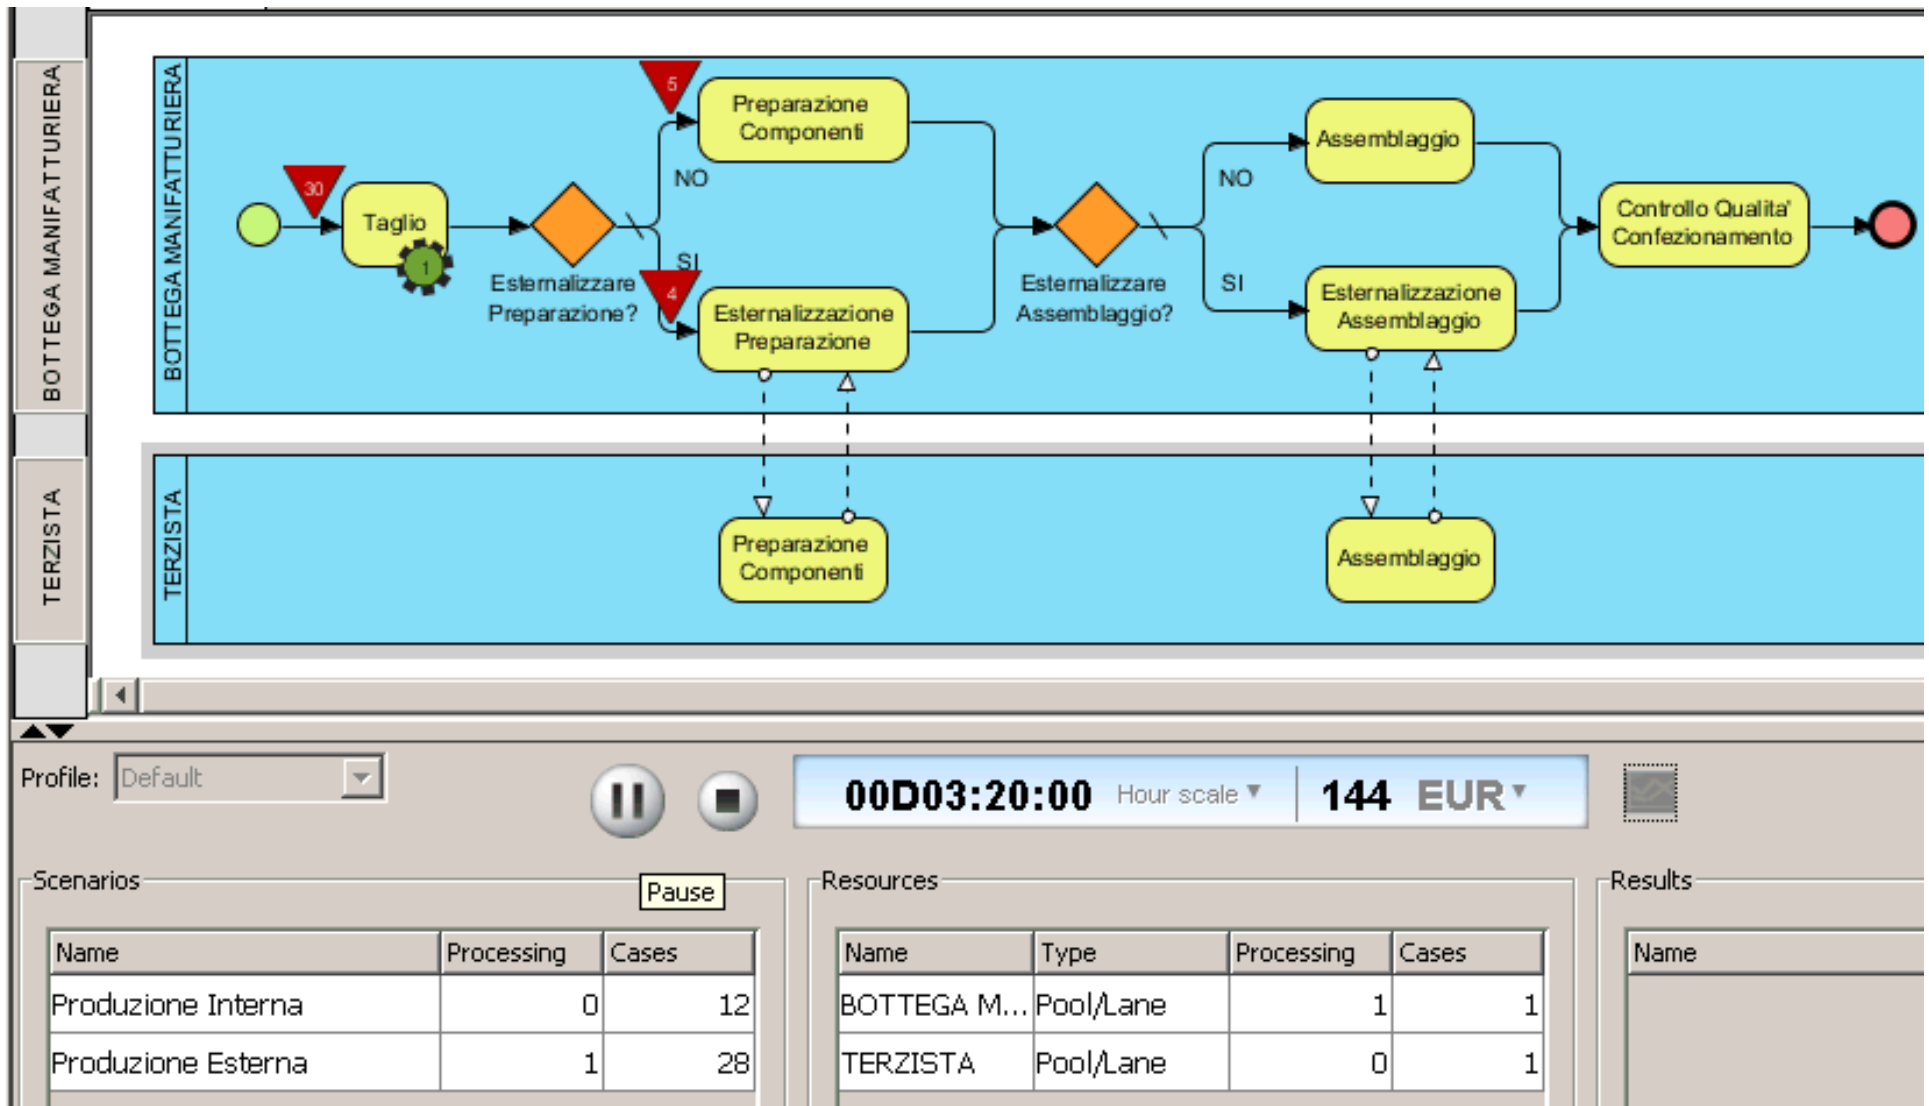 BOTTEGA MANIFATTURIERA
BOTTEGA MANIFATTURIERA
30
Taglio
1
Esternalizzare
Preparazione?
5
NO
SI
4
Preparazione
Componenti
Esternalizzazione
Preparazione
Esternalizzare
Assemblaggio?
NO
SI
Assemblaggio
Esternalizzazione
Assemblaggio
Controllo Qualita'
Confezionamento
TERZISTA
TERZISTA
Preparazione
Componenti
Assemblaggio
Profile: Default
00D03:20:00 Hour scale 144 EUR
Pause
Scenarios
Name Processing Cases
Produzione Interna 0 12
Produzione Esterna 1 28
Resources
Name Type Processing Cases
BOTTEGA M... Pool/Lane 1 1
TERZISTA Pool/Lane 0 1
Results
Name